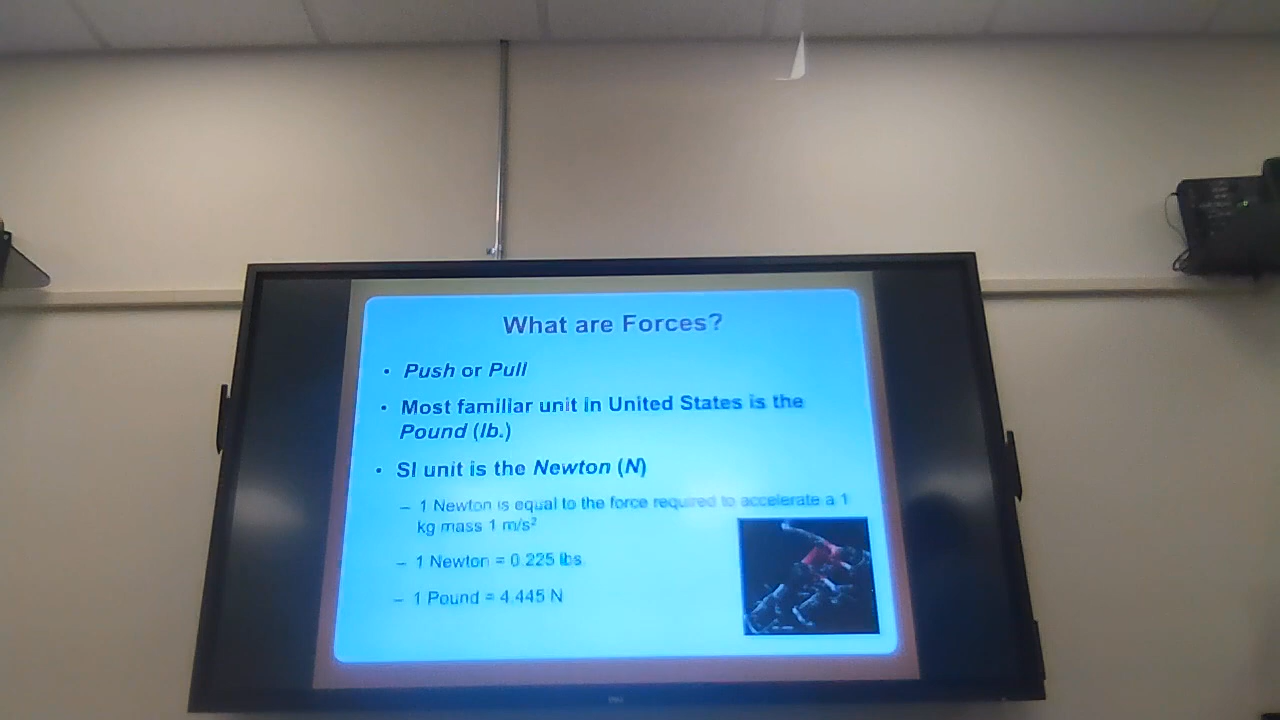 What are Forces?
• Push or Pull
• Most familiar unit in United States is the
Pound (lb.)
• SI unit is the Newton (N)
– 1 Newton is equal to the force required to accelerate a 1
kg mass 1 m/s²
– 1 Newton = 0.225 lbs
– 1 Pound = 4.445 N